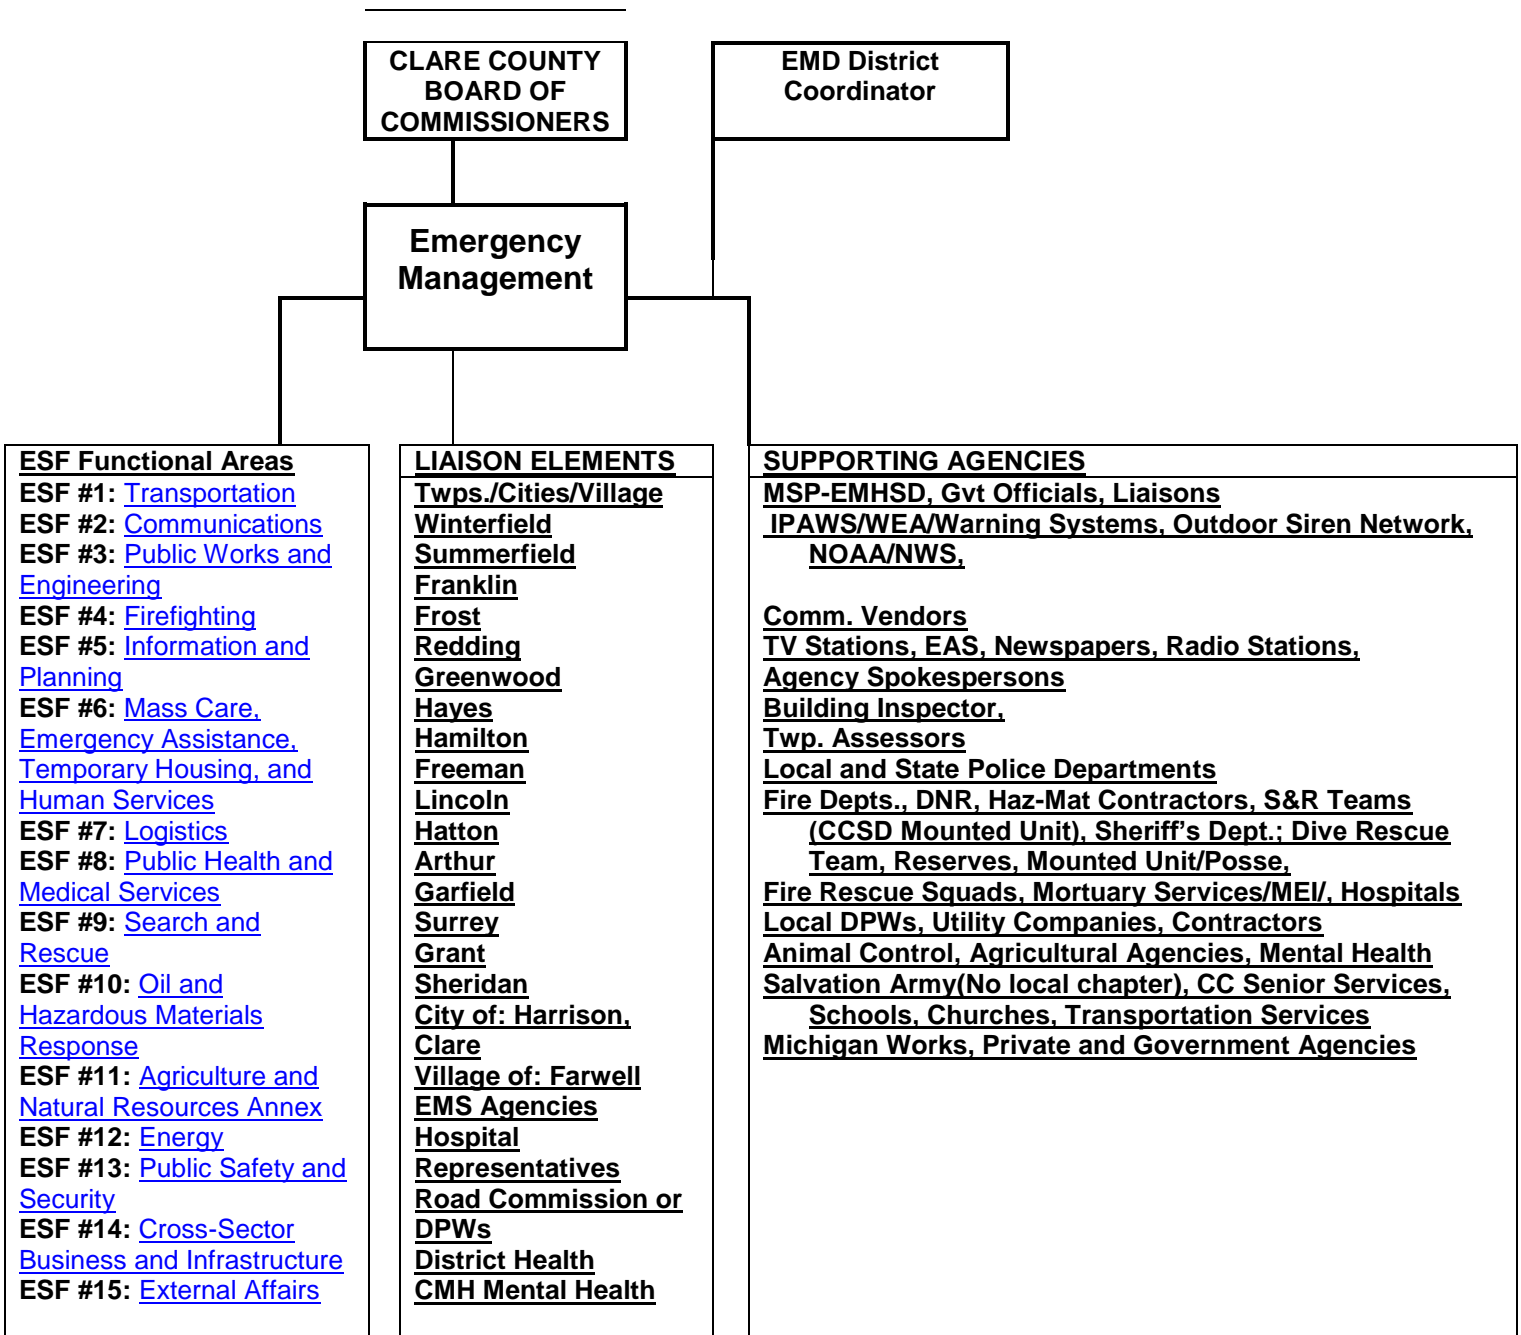 CLARE COUNTY
BOARD OF
COMMISSIONERS
EMD District
Coordinator
Emergency
Management
ESF Functional Areas
ESF #1: Transportation
ESF #2: Communications
ESF #3: Public Works and
Engineering
ESF #4: Firefighting
ESF #5: Information and
Planning
ESF #6: Mass Care,
Emergency Assistance,
Temporary Housing, and
Human Services
ESF #7: Logistics
ESF #8: Public Health and
Medical Services
ESF #9: Search and
Rescue
ESF #10: Oil and
Hazardous Materials
Response
ESF #11: Agriculture and
Natural Resources Annex
ESF #12: Energy
ESF #13: Public Safety and
Security
ESF #14: Cross-Sector
Business and Infrastructure
ESF #15: External Affairs
LIAISON ELEMENTS
Twps./Cities/Village
Winterfield
Summerfield
Franklin
Frost
Redding
Greenwood
Hayes
Hamilton
Freeman
Lincoln
Hatton
Arthur
Garfield
Surrey
Grant
Sheridan
City of: Harrison,
Clare
Village of: Farwell
EMS Agencies
Hospital
Representatives
Road Commission or
DPWs
District Health
CMH Mental Health
SUPPORTING AGENCIES
MSP-EMHSD, Gvt Officials, Liaisons
IPAWS/WEA/Warning Systems, Outdoor Siren Network,
NOAA/NWS,
Comm. Vendors
TV Stations, EAS, Newspapers, Radio Stations,
Agency Spokespersons
Building Inspector,
Twp. Assessors
Local and State Police Departments
Fire Depts., DNR, Haz-Mat Contractors, S&R Teams
(CCSD Mounted Unit), Sheriff's Dept.; Dive Rescue
Team, Reserves, Mounted Unit/Posse,
Fire Rescue Squads, Mortuary Services/MEI/, Hospitals
Local DPWs, Utility Companies, Contractors
Animal Control, Agricultural Agencies, Mental Health
Salvation Army(No local chapter), CC Senior Services,
Schools, Churches, Transportation Services
Michigan Works, Private and Government Agencies